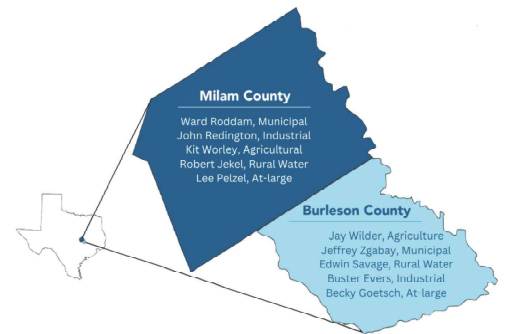 Milam County
Ward Roddam, Municipal
John Redington, Industrial
Kit Worley, Agricultural
Robert Jekel, Rural Water
Lee Pelzel, At-large
Burleson County
Jay Wilder, Agriculture
Jeffrey Zgabay, Municipal
Edwin Savage, Rural Water
Buster Evers, Industrial
Becky Goetsch, At-large